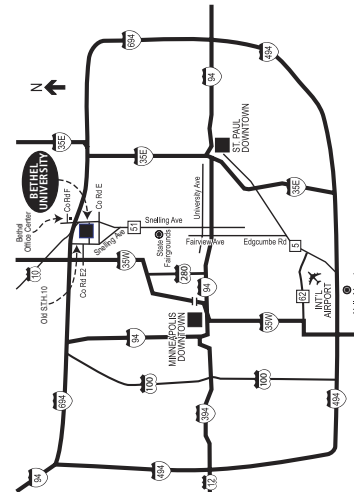 694
494
94
N
35E
35E
ST. PAUL
DOWNTOWN
BETHEL
UNIVERSITY
Co Rd F
Co Rd E
35E
Bethel
Office Center
51
Snelling Ave
University Ave
Snelling Ave
State
Fairgrounds
Fairview Ave
Edgcumbe Rd
5
10
Old ST.H.10
Co Rd E2
35W
280
94
62
INT'L
AIRPORT
MINNEAPOLIS
DOWNTOWN
94
35W
100
100
694
394
494
94
494
12